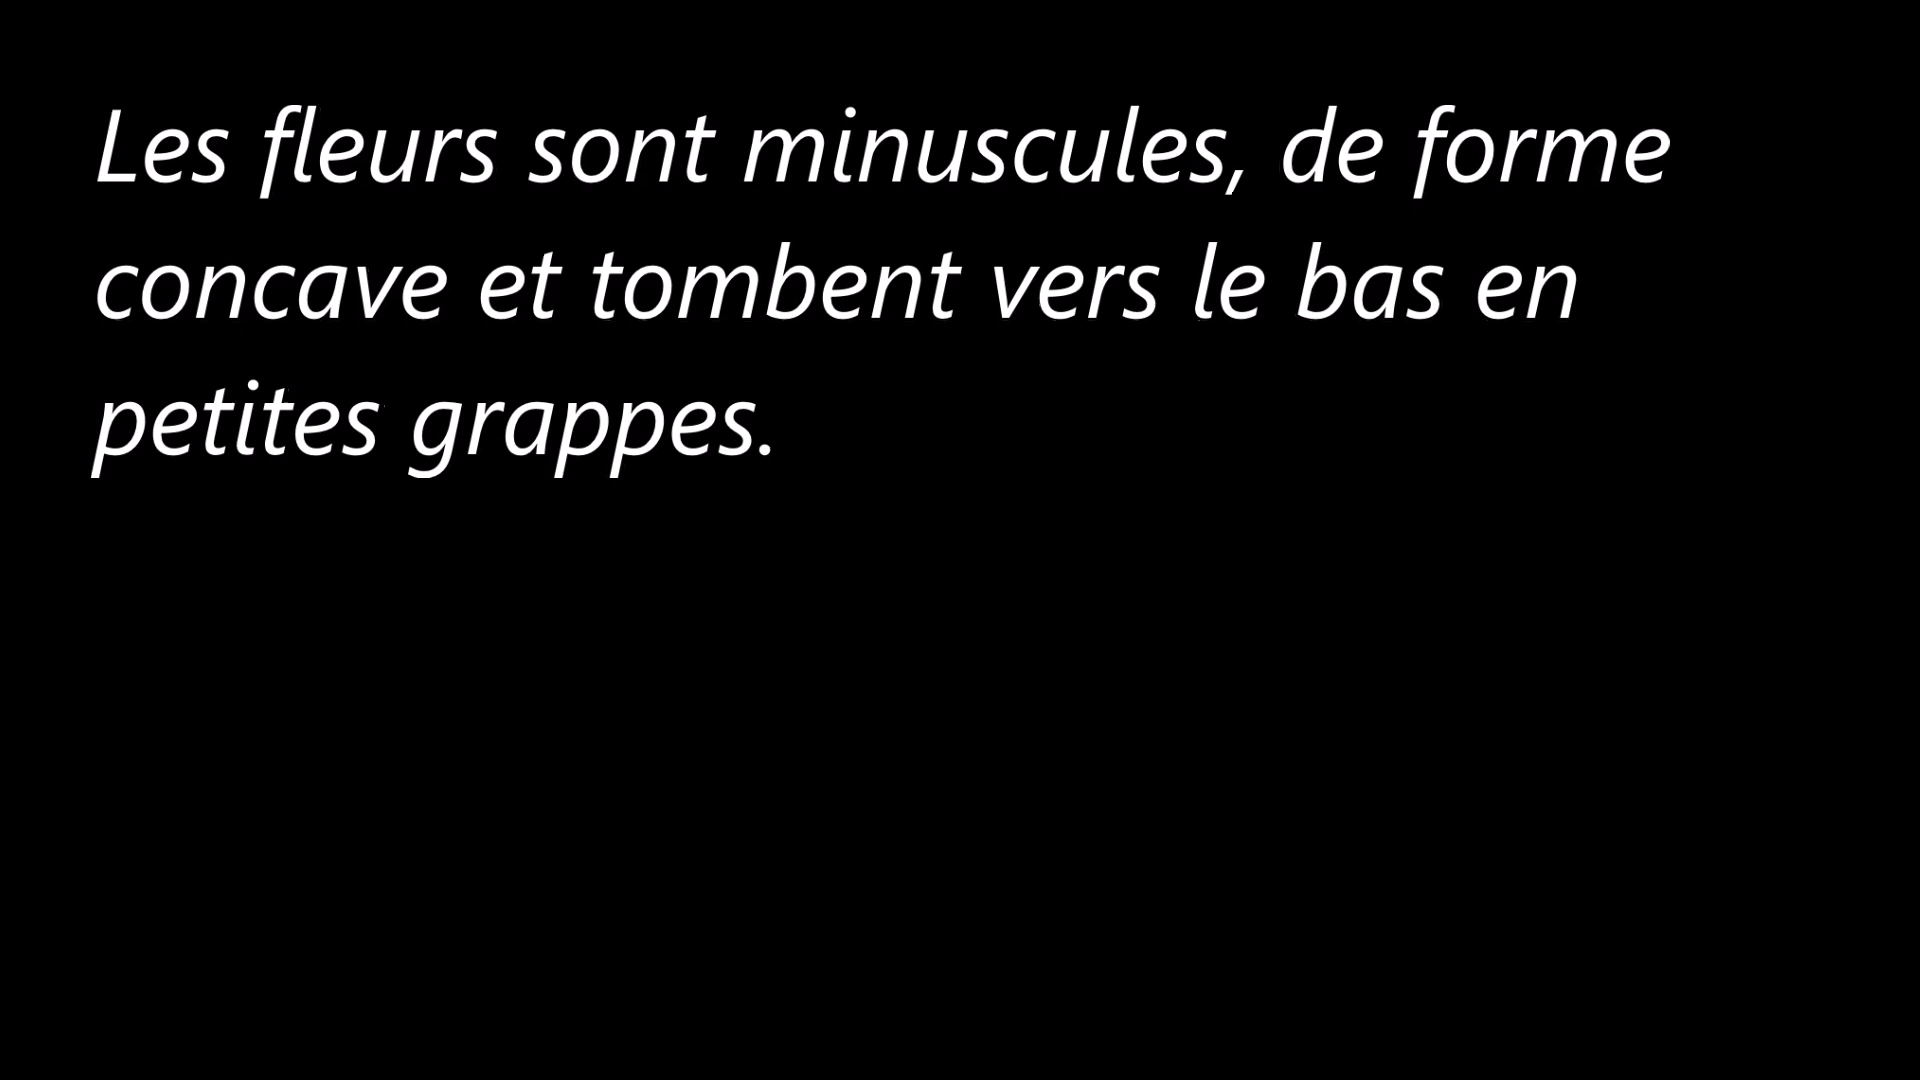 Les fleurs sont minuscules, de forme
concave et tombent vers le bas en
petites grappes.